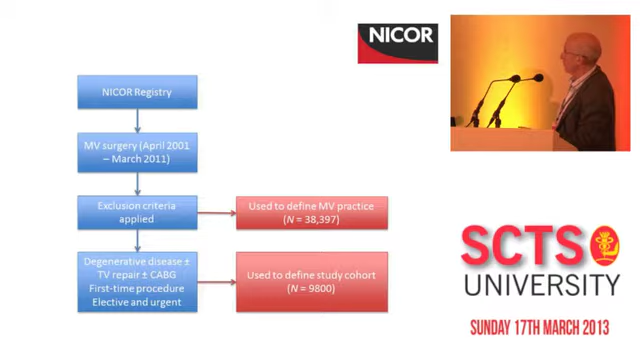 NICOR
NICOR Registry
MV surgery (April 2001
– March 2011)
Exclusion criteria
applied
Used to define MV practice
(N = 38,397)
Degenerative disease ±
TV repair ± CABG
First-time procedure
Elective and urgent
Used to define study cohort
(N = 9800)
SCTS
UNIVERSITY
SUNDAY 17TH MARCH 2013